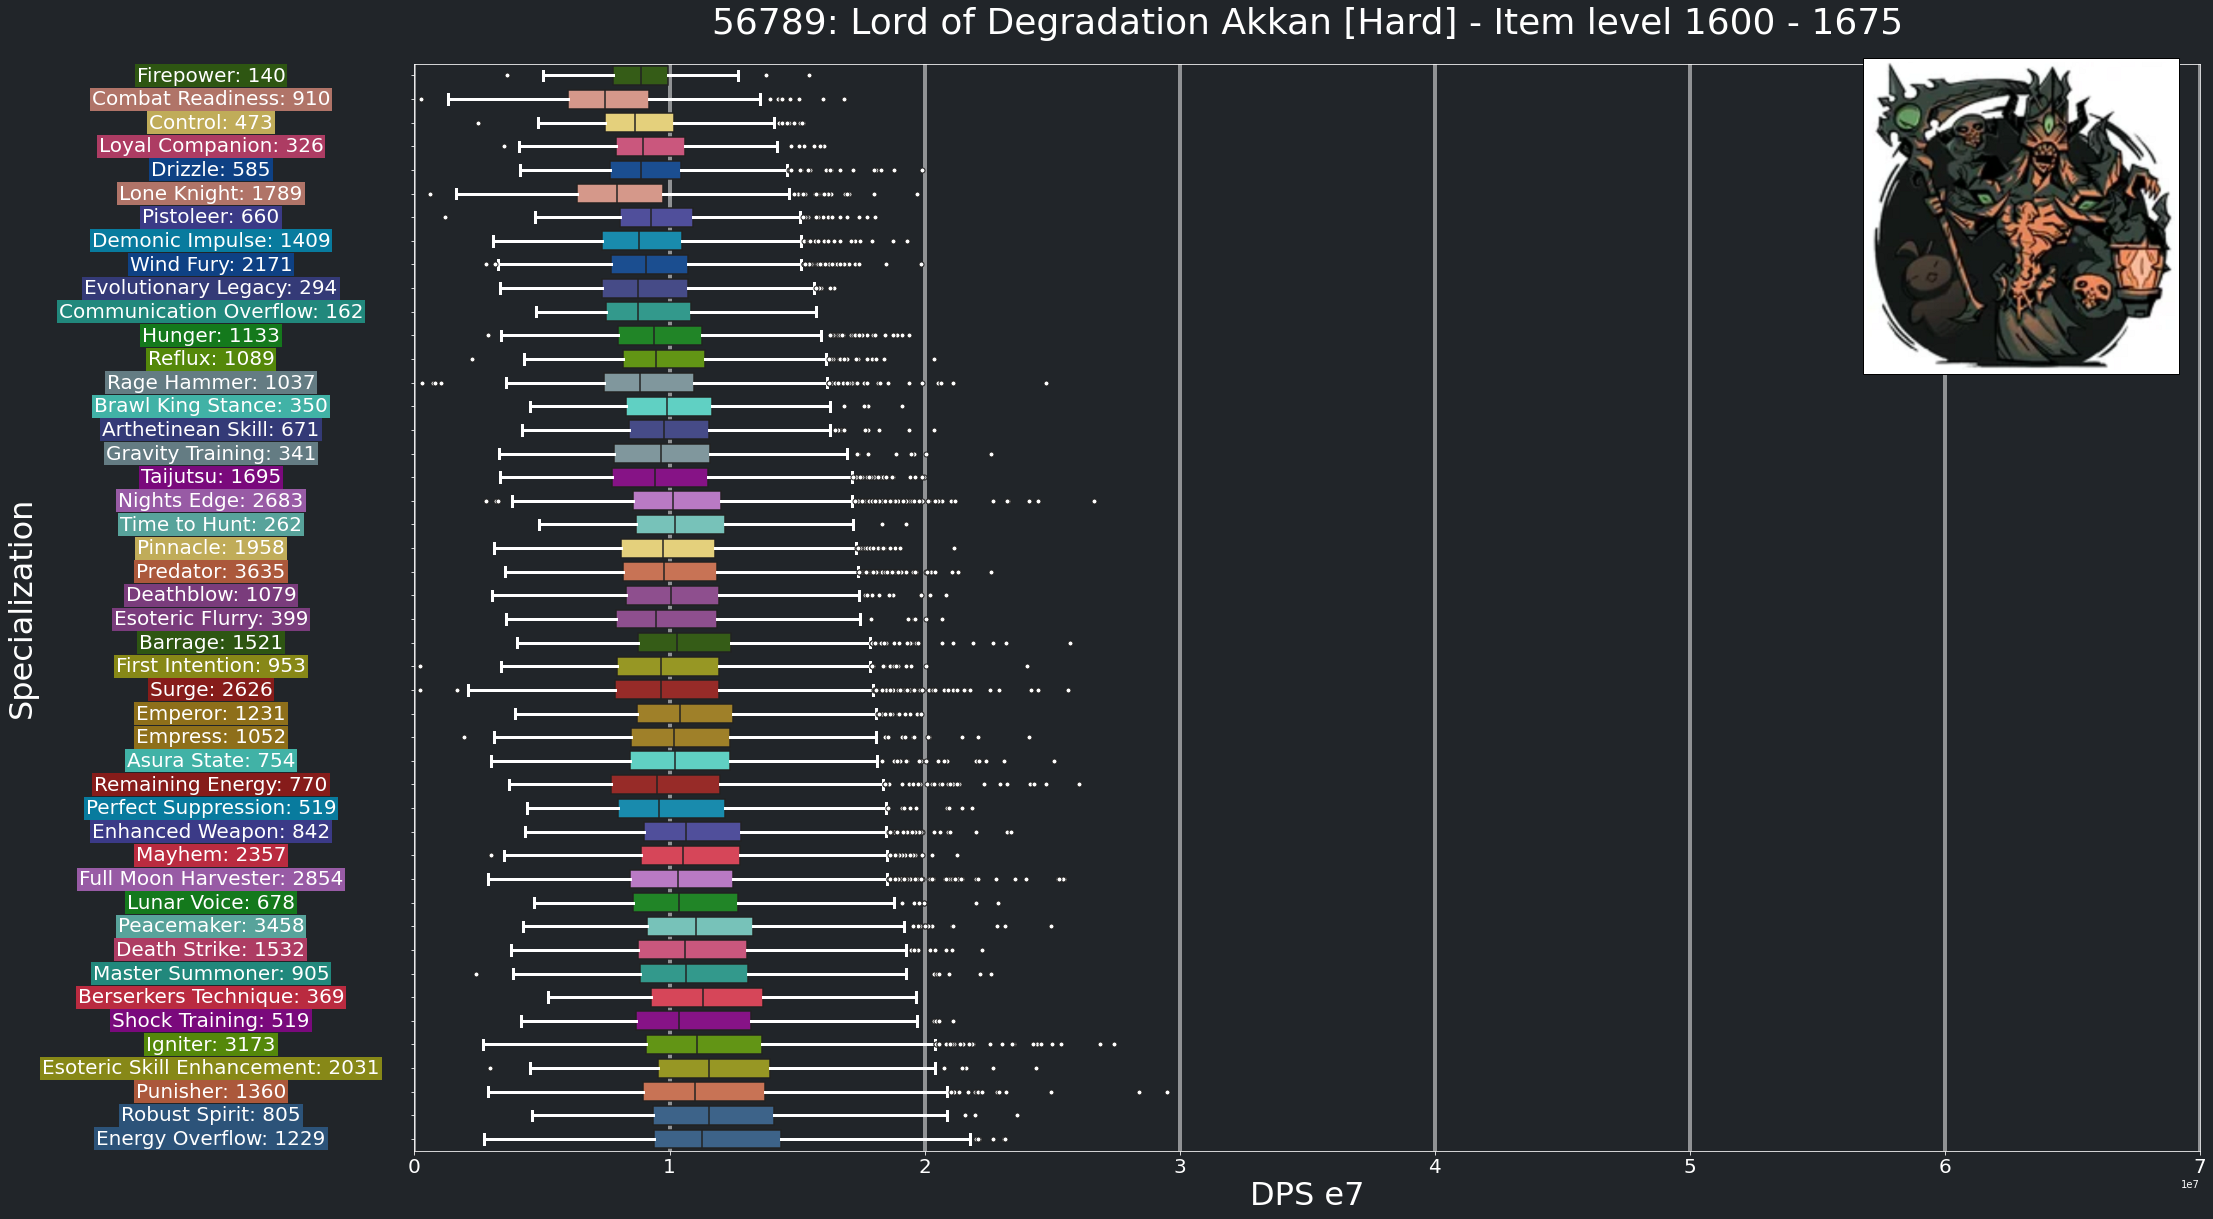 56789: Lord of Degradation Akkan [Hard] - Item level 1600 - 1675
Specialization
Firepower: 140
Combat Readiness: 910
Control: 473
Loyal Companion: 326
Drizzle: 585
Lone Knight: 1789
Pistoleer: 660
Demonic Impulse: 1409
Wind Fury: 2171
Evolutionary Legacy: 294
Communication Overflow: 162
Hunger: 1133
Reflux: 1089
Rage Hammer: 1037
Brawl King Stance: 350
Arthetinean Skill: 671
Gravity Training: 341
Taijutsu: 1695
Nights Edge: 2683
Time to Hunt: 262
Pinnacle: 1958
Predator: 3635
Deathblow: 1079
Esoteric Flurry: 399
Barrage: 1521
First Intention: 953
Surge: 2626
Emperor: 1231
Empress: 1052
Asura State: 754
Remaining Energy: 770
Perfect Suppression: 519
Enhanced Weapon: 842
Mayhem: 2357
Full Moon Harvester: 2854
Lunar Voice: 678
Peacemaker: 3458
Death Strike: 1532
Master Summoner: 905
Berserkers Technique: 369
Shock Training: 519
Igniter: 3173
Esoteric Skill Enhancement: 2031
Punisher: 1360
Robust Spirit: 805
Energy Overflow: 1229
0 1 2 3 4 5 6 7
1e7
DPS e7